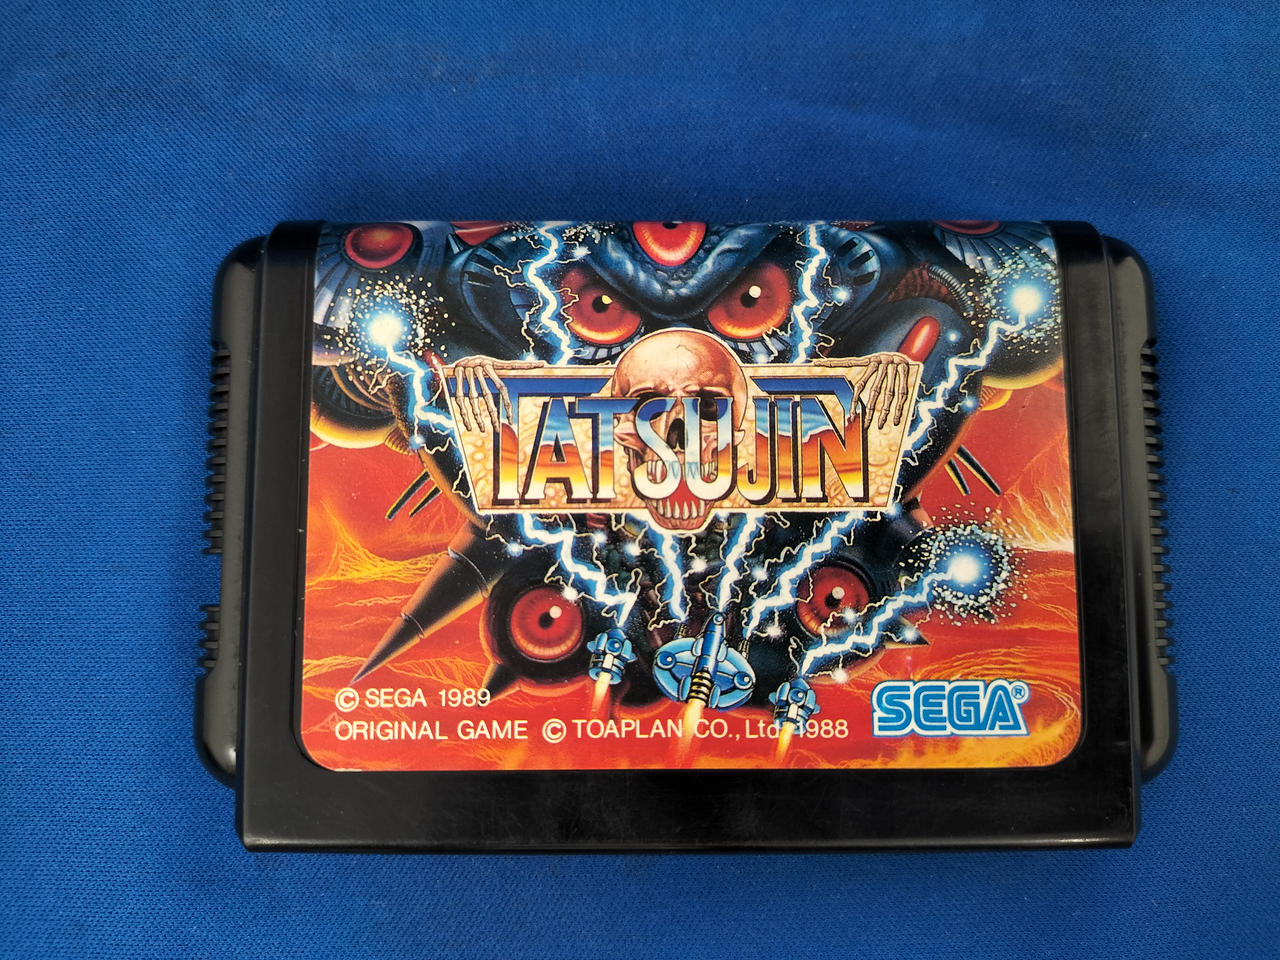 TATSUJIN
© SEGA 1989
ORIGINAL GAME © TOAPLAN CO., Ltd 1988
SEGA®